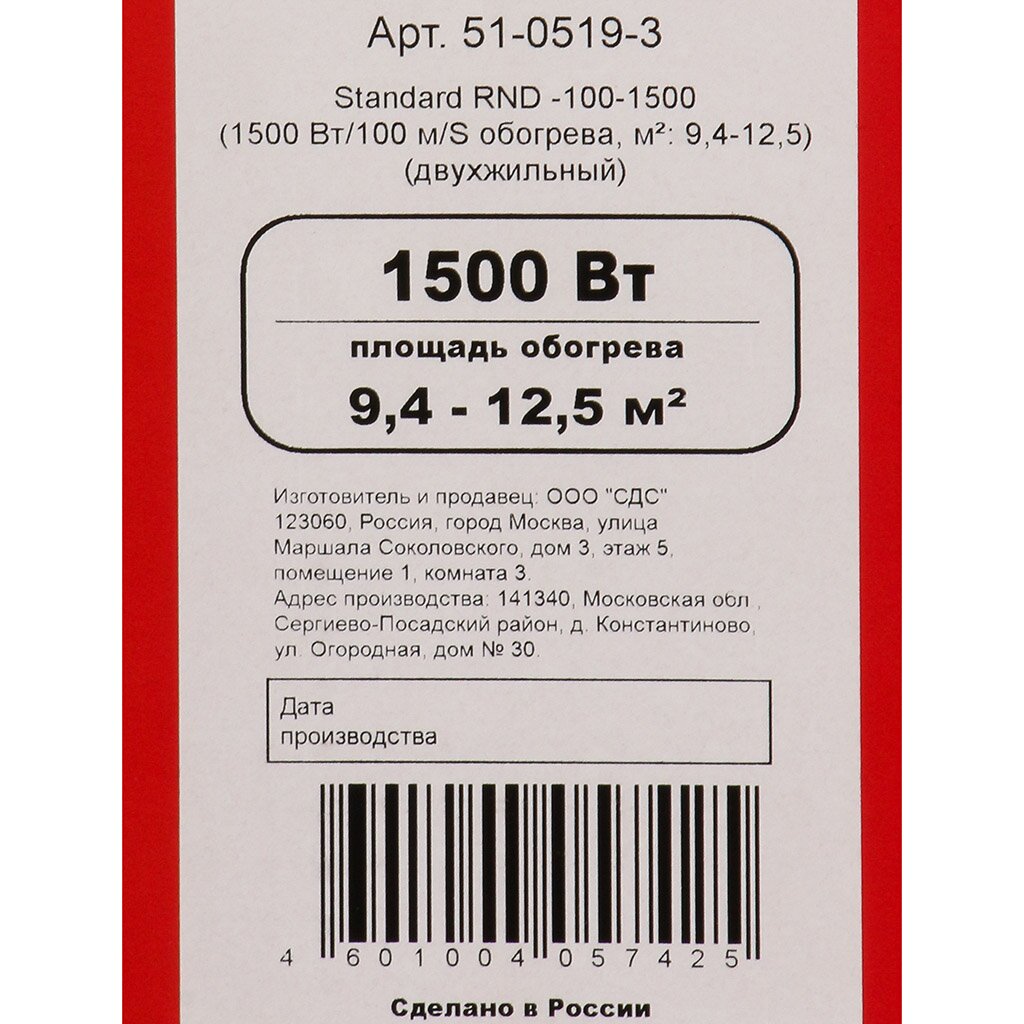 Арт. 51-0519-3
Standard RND -100-1500
(1500 Вт/100 м/S обогрева, м²: 9,4-12,5)
(двухжильный)
1500 Вт
площадь обогрева
9,4 - 12,5 м²
Изготовитель и продавец: ООО "СДС"
123060, Россия, город Москва, улица
Маршала Соколовского, дом 3, этаж 5,
помещение 1, комната 3.
Адрес производства: 141340, Московская обл.,
Сергиево-Посадский район, д. Константиново,
ул. Огородная, дом № 30.
Дата
производства
4 601004 057425
Сделано в России